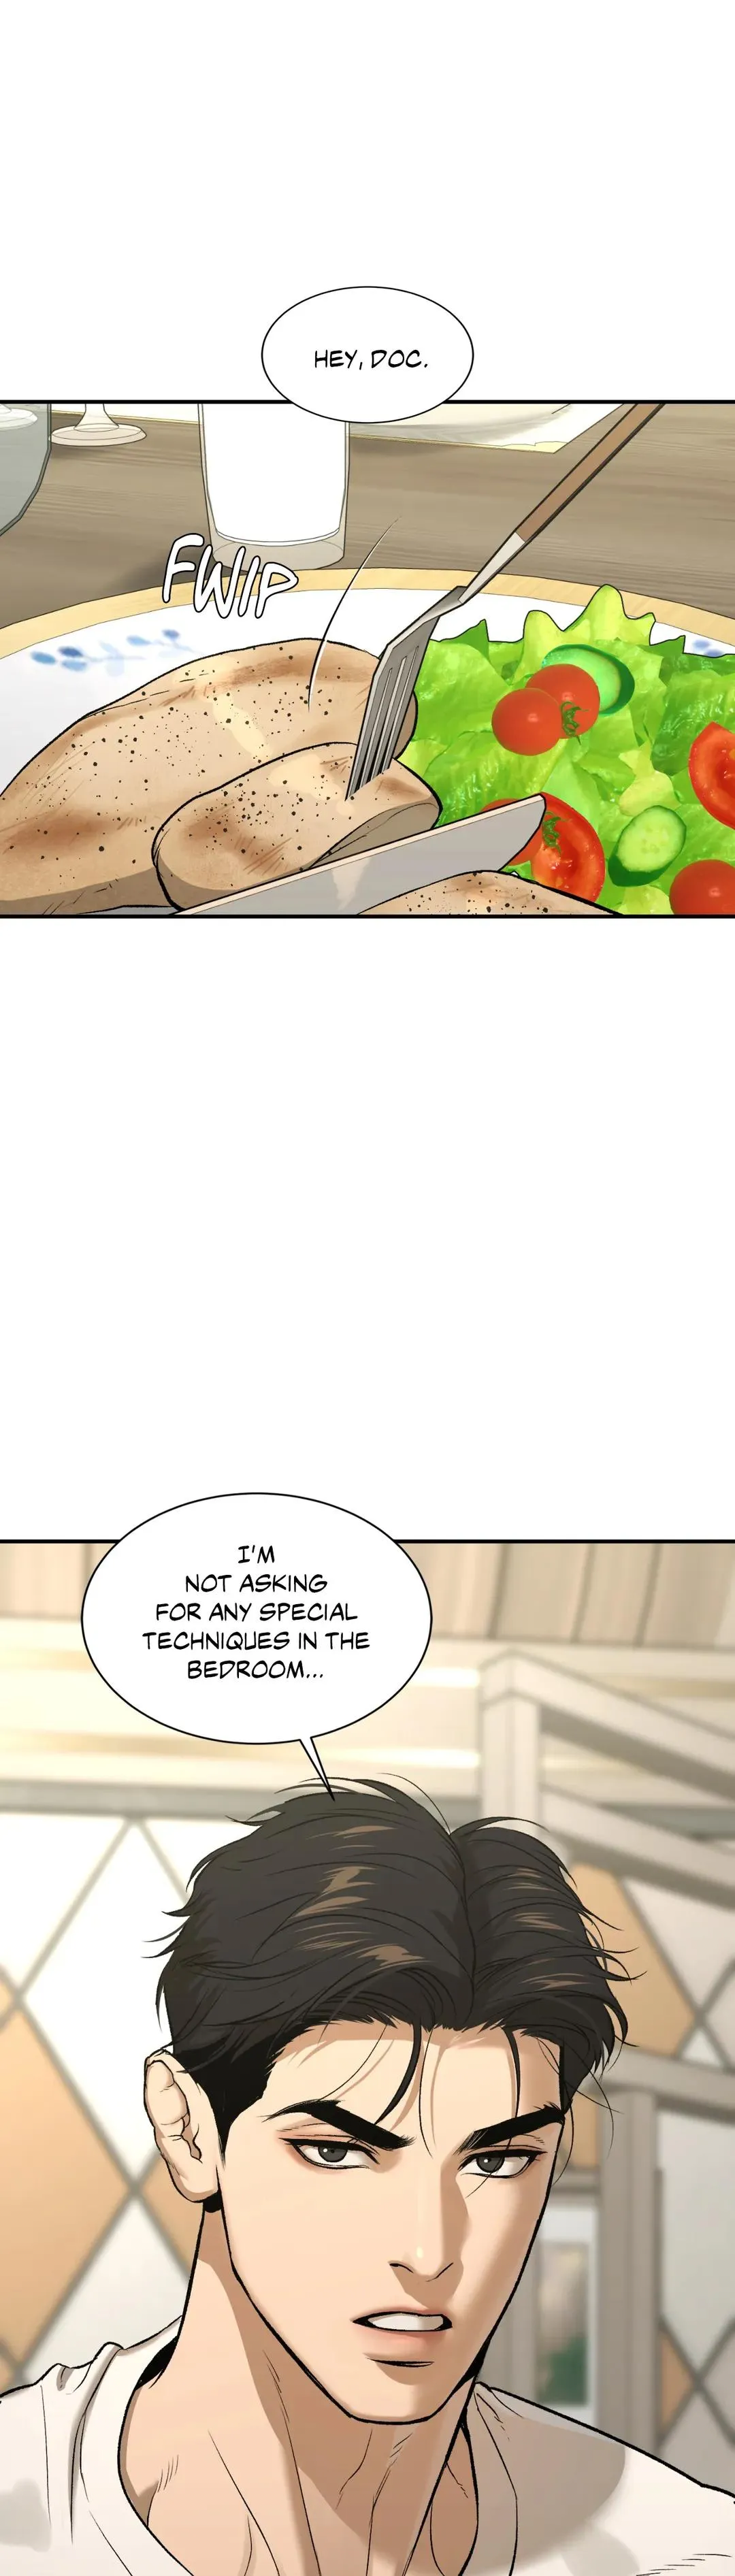 HEY, DOC.
FWIP
I'M
NOT ASKING
FOR ANY SPECIAL
TECHNIQUES IN THE
BEDROOM...